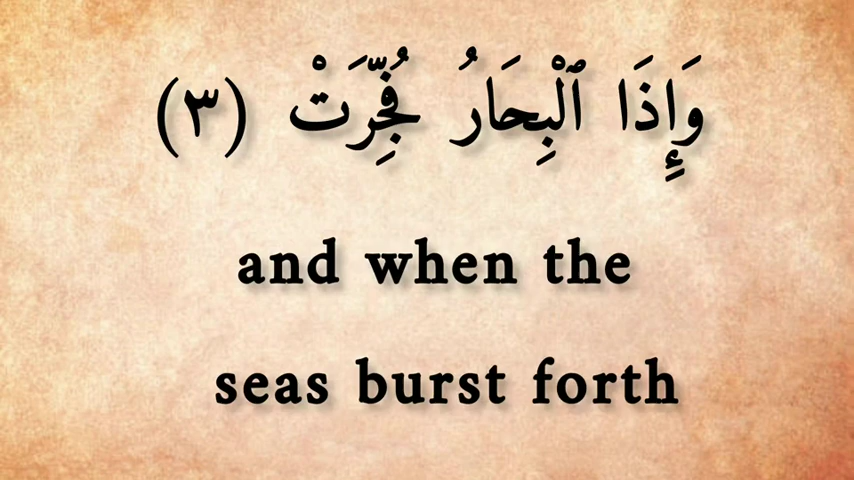 وَإِذَا ٱلْبِحَارُ فُجِّرَتْ (٣)
and when the
seas burst forth